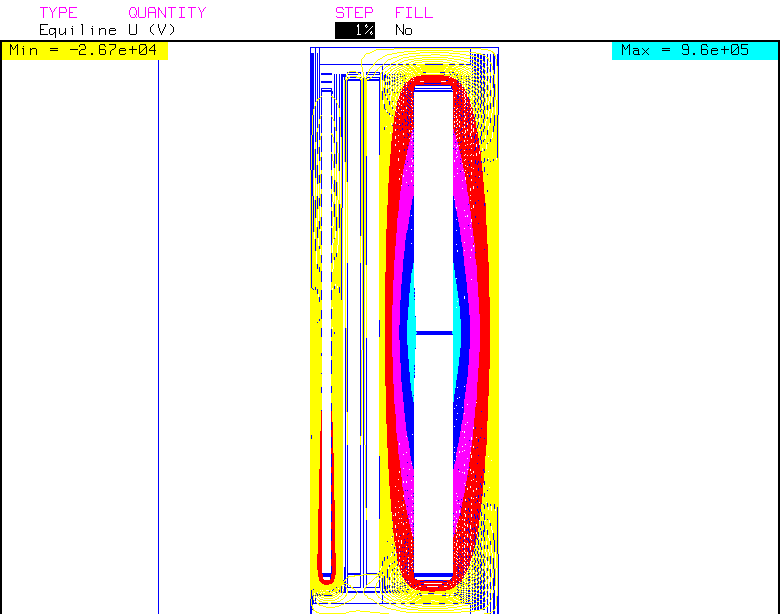 TYPE QUANTITY STEP FILL
Equiline U (V) 1% No
Min = -2.67e+04 Max = 9.6e+05